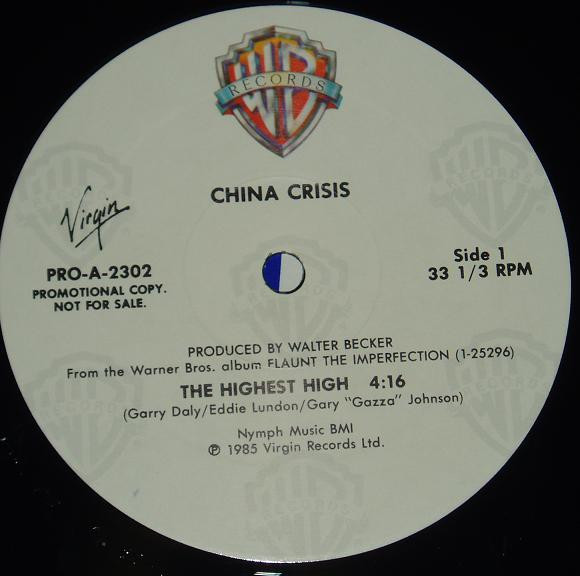 WB
RECORDS
CHINA CRISIS
Virgin
PRO-A-2302
PROMOTIONAL COPY.
NOT FOR SALE.
Side 1
33 1/3 RPM
PRODUCED BY WALTER BECKER
From the Warner Bros. album FLAUNT THE IMPERFECTION (1-25296)
THE HIGHEST HIGH 4:16
(Garry Daly/Eddie Lundon/Gary "Gazza" Johnson)
Nymph Music BMI
℗ 1985 Virgin Records Ltd.